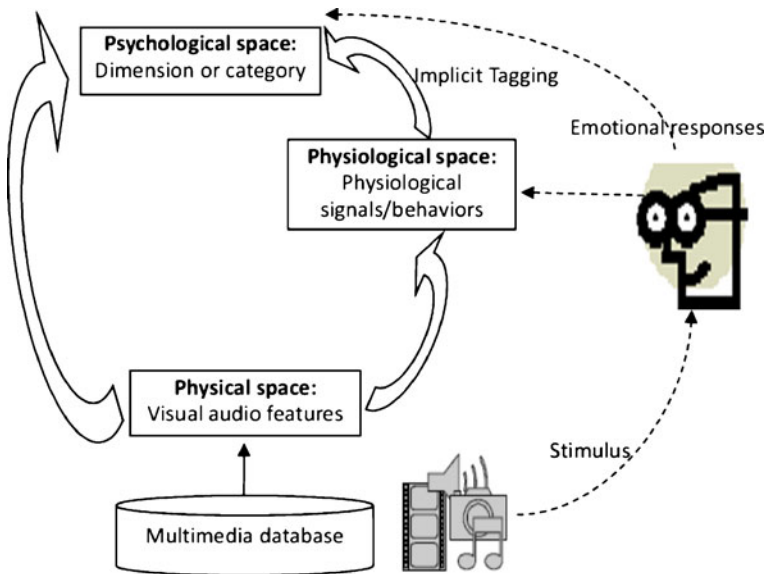 Psychological space:
Dimension or category
Implicit Tagging
Emotional responses
Physiological space:
Physiological
signals/behaviors
Physical space:
Visual audio features
Stimulus
Multimedia database